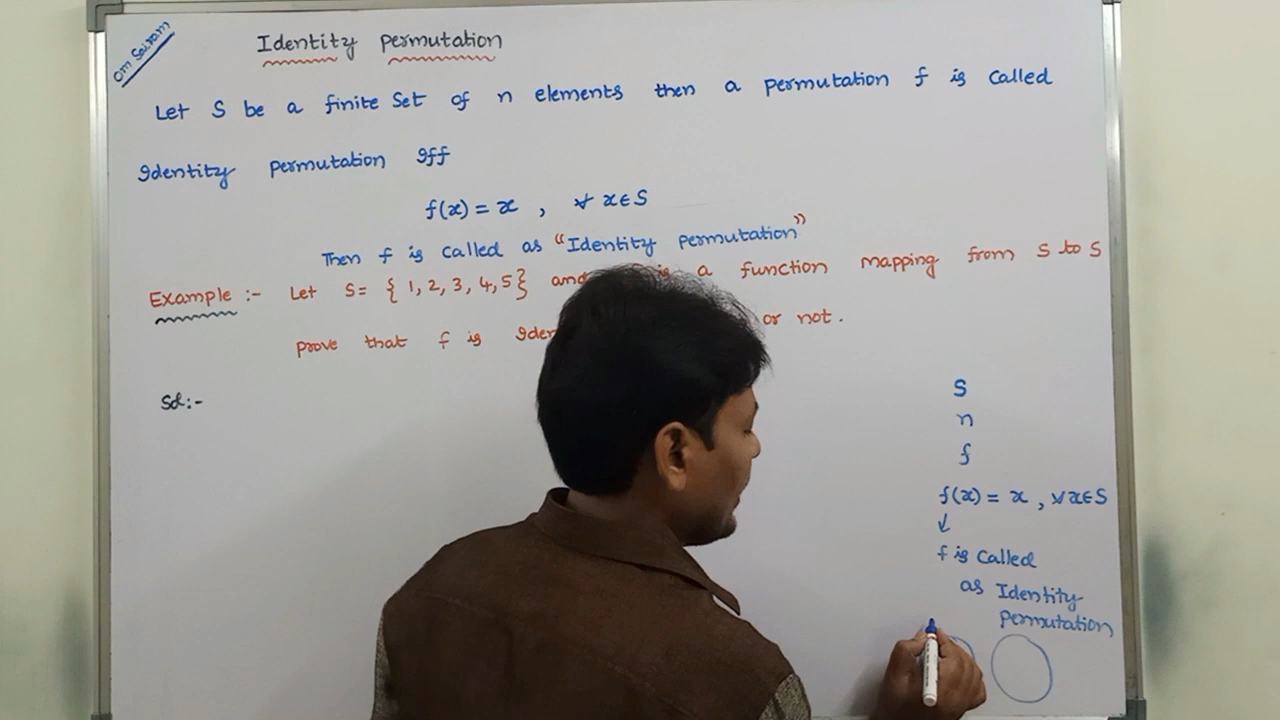 Om Sairam
Identity permutation
Let S be a finite Set of n elements then a permutation f is called
Identity permutation Iff
f(x) = x , ∀ x∈S
Then f is called as "Identity permutation"
Example :- Let S= { 1, 2, 3, 4, 5 } and is a function mapping from S to S
prove that f is or not.
Sol:-
S
n
f
f(x) = x , ∀x∈S
↓
f is called
as Identity
permutation